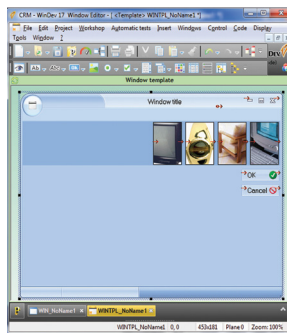 CRM - WinDev 17 Window Editor - [ <Template> WINTPL_NoName1 *]
File Edit Project Workshop Automatic tests Insert Windows Control Code Display
Tools Window ?
Window template
Window title
OK
Cancel
WIN_NoName1 WINTPL_NoName1
WINTPL_NoName1 0, 0 453x181 Plane 0 Zoom: 100%